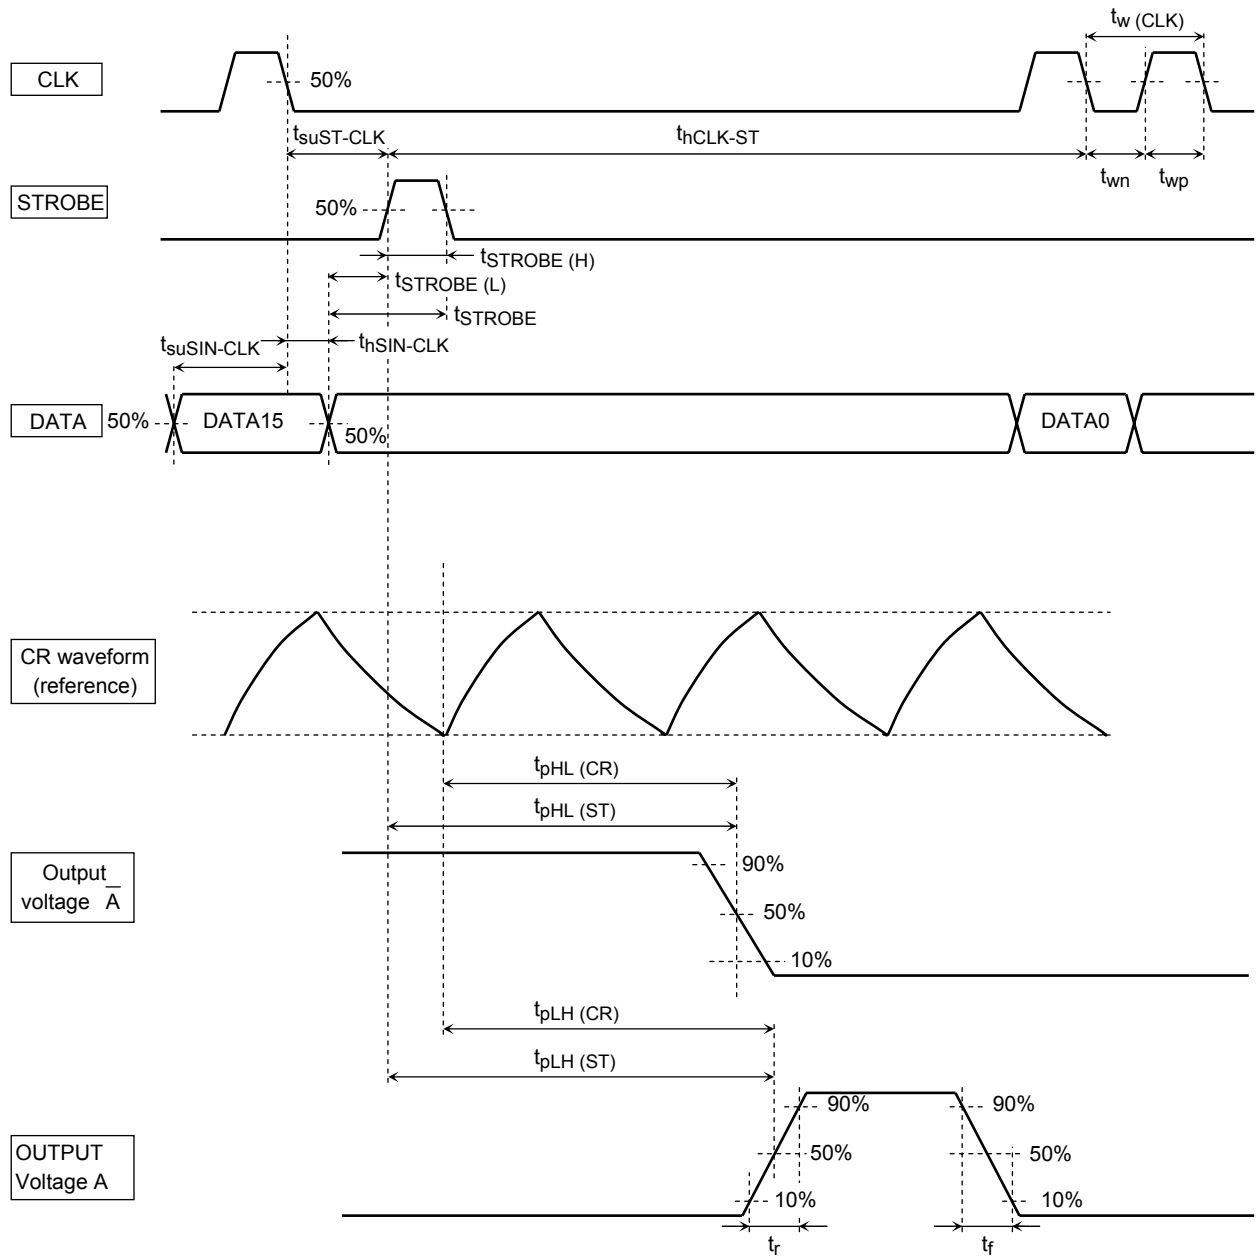 tw (CLK)
CLK
50%
tsuST-CLK
thCLK-ST
twn
twp
STROBE
50%
tSTROBE (H)
tSTROBE (L)
tSTROBE
tsuSIN-CLK
thSIN-CLK
DATA
50%
DATA15
50%
DATA0
CR waveform
(reference)
tpHL (CR)
tpHL (ST)
Output
voltage A̅
90%
50%
10%
tpLH (CR)
tpLH (ST)
OUTPUT
Voltage A
90%
90%
50%
50%
10%
10%
tr
tf